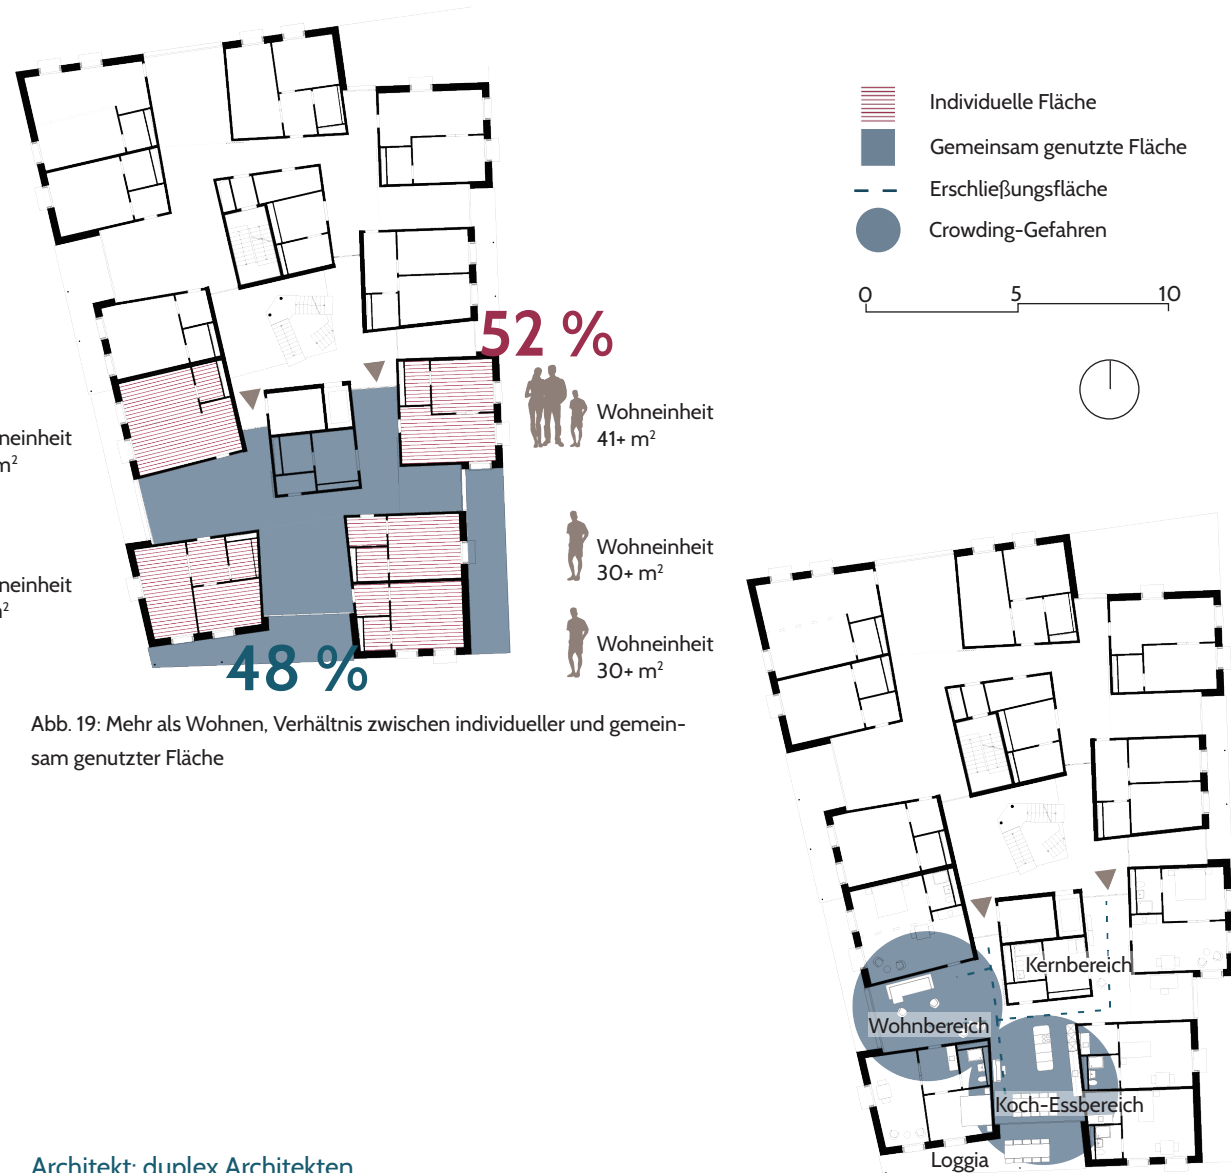 Individuelle Fläche
Gemeinsam genutzte Fläche
Erschließungsfläche
Crowding-Gefahren
0 5 10
52 %
Wohneinheit
41+ m²
neinheit
m²
Wohneinheit
30+ m²
neinheit
m²
Wohneinheit
30+ m²
48 %
Abb. 19: Mehr als Wohnen, Verhältnis zwischen individueller und gemein-
sam genutzter Fläche
Kernbereich
Wohnbereich
Koch-Essbereich
Loggia
Architekt: duplex Architekten